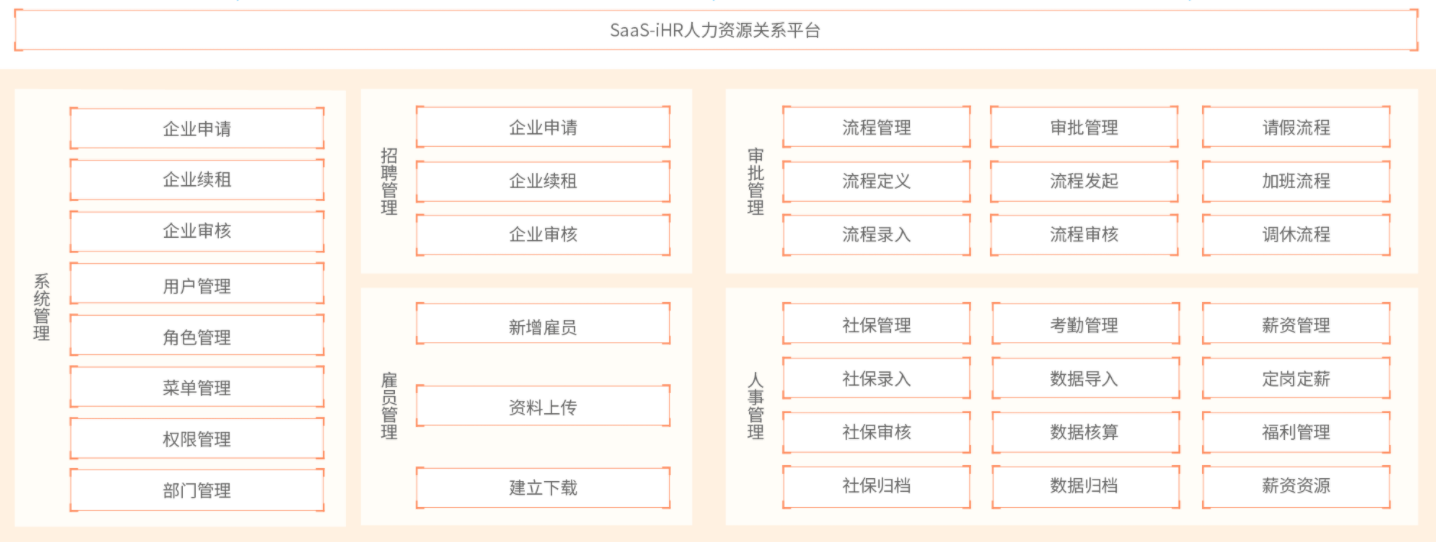 SaaS-iHR人力资源关系平台
系统管理
企业申请
企业续租
企业审核
用户管理
角色管理
菜单管理
权限管理
部门管理
招聘管理
企业申请
企业续租
企业审核
雇员管理
新增雇员
资料上传
建立下载
审批管理
流程管理
审批管理
请假流程
流程定义
流程发起
加班流程
流程录入
流程审核
调休流程
人事管理
社保管理
考勤管理
薪资管理
社保录入
数据导入
定岗定薪
社保审核
数据核算
福利管理
社保归档
数据归档
薪资资源